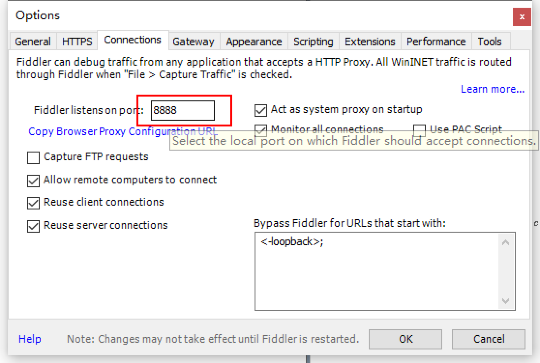 Options
General HTTPS Connections Gateway Appearance Scripting Extensions Performance Tools
Fiddler can debug traffic from any application that accepts a HTTP Proxy. All WinINET traffic is routed
through Fiddler when "File > Capture Traffic" is checked.
Learn more...
Fiddler listens on port: 8888
Act as system proxy on startup
Copy Browser Proxy Configuration URL
Monitor all connections
Use PAC Script
Select the local port on which Fiddler should accept connections.
Capture FTP requests
Allow remote computers to connect
Reuse client connections
Reuse server connections
Bypass Fiddler for URLs that start with:
<-loopback>;
Help
Note: Changes may not take effect until Fiddler is restarted.
OK
Cancel